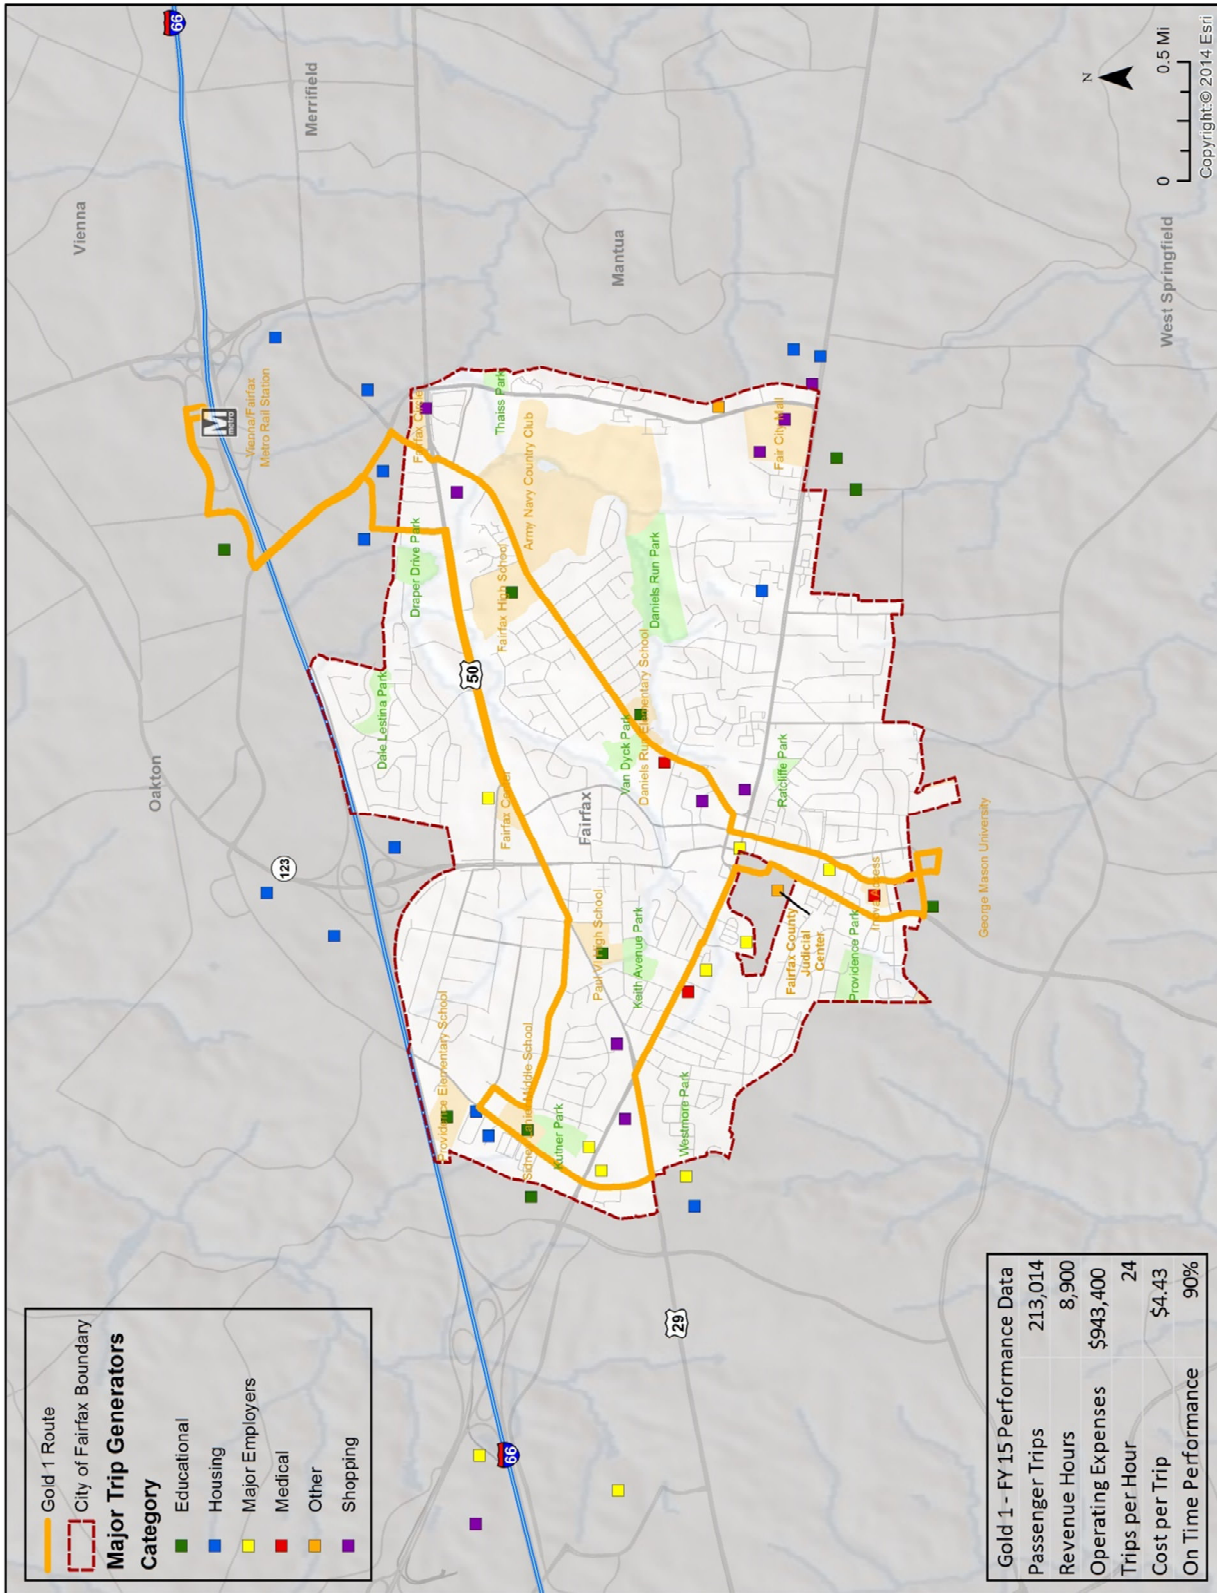 Gold 1 Route
City of Fairfax Boundary
Major Trip Generators
Category
Educational
Housing
Major Employers
Medical
Other
Shopping
66
Vienna
Merrifield
Oakton
123
M
metro
Vienna/Fairfax
Metro Rail Station
Fairfax Circle
Thaiss Park
Mantua
Draper Drive Park
Army Navy Country Club
Fairfax High School
Dale Lestina Park
50
Daniels Run Park
Fair City Mall
Van Dyck Park
Daniels Run Elementary School
Fairfax
Ratcliffe Park
Paul VI High School
Keith Avenue Park
Providence Elementary School
Kutner Park
Westmore Park
Fairfax County
Judicial
Center
Providence Park
George Mason University
West Springfield
66
29
Gold 1 - FY 15 Performance Data
Passenger Trips 213,014
Revenue Hours 8,900
Operating Expenses $943,400
Trips per Hour 24
Cost per Trip $4.43
On Time Performance 90%
N
0 0.5 Mi
Copyright:© 2014 Esri